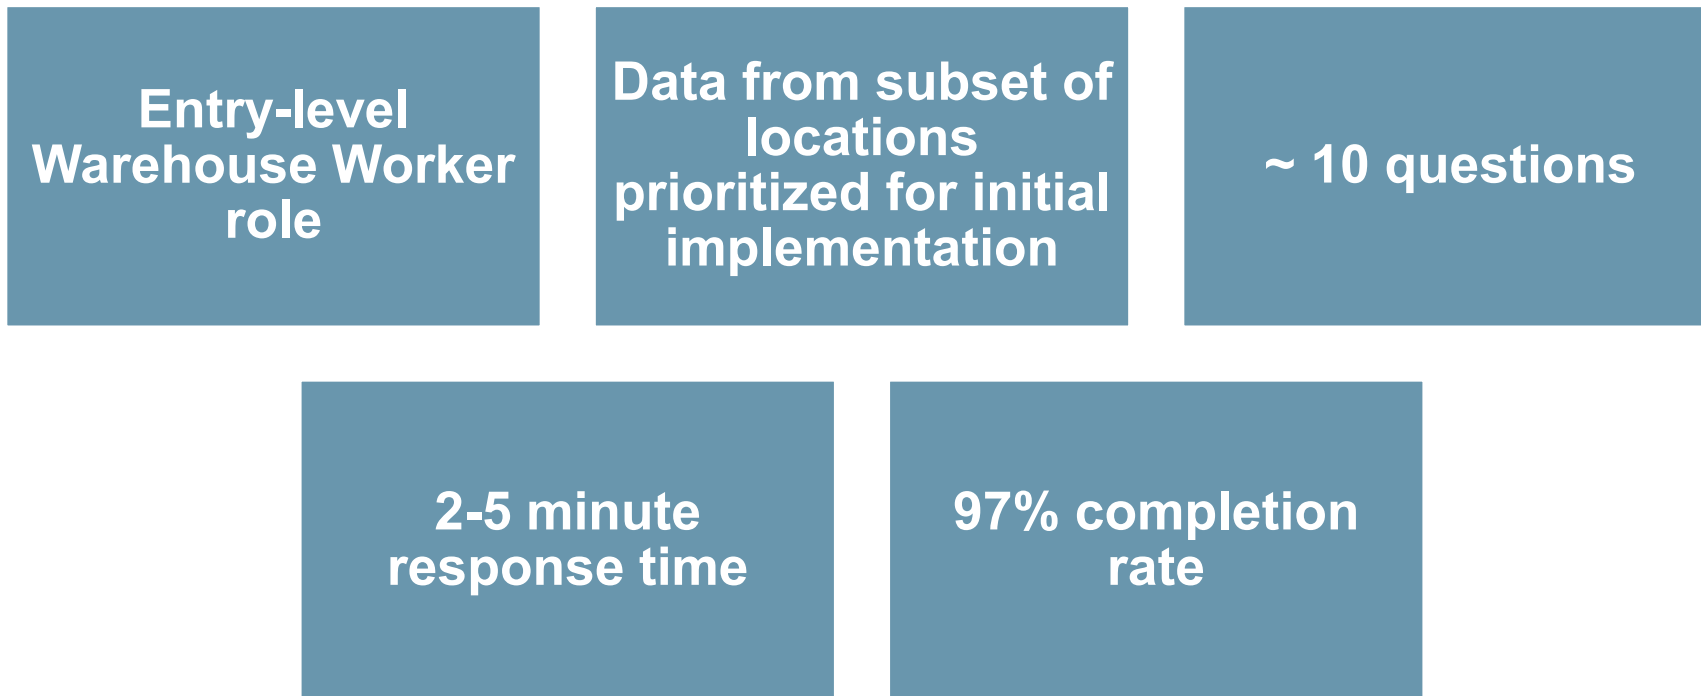 Entry-level
Warehouse Worker
role
Data from subset of
locations
prioritized for initial
implementation
~ 10 questions
2-5 minute
response time
97% completion
rate